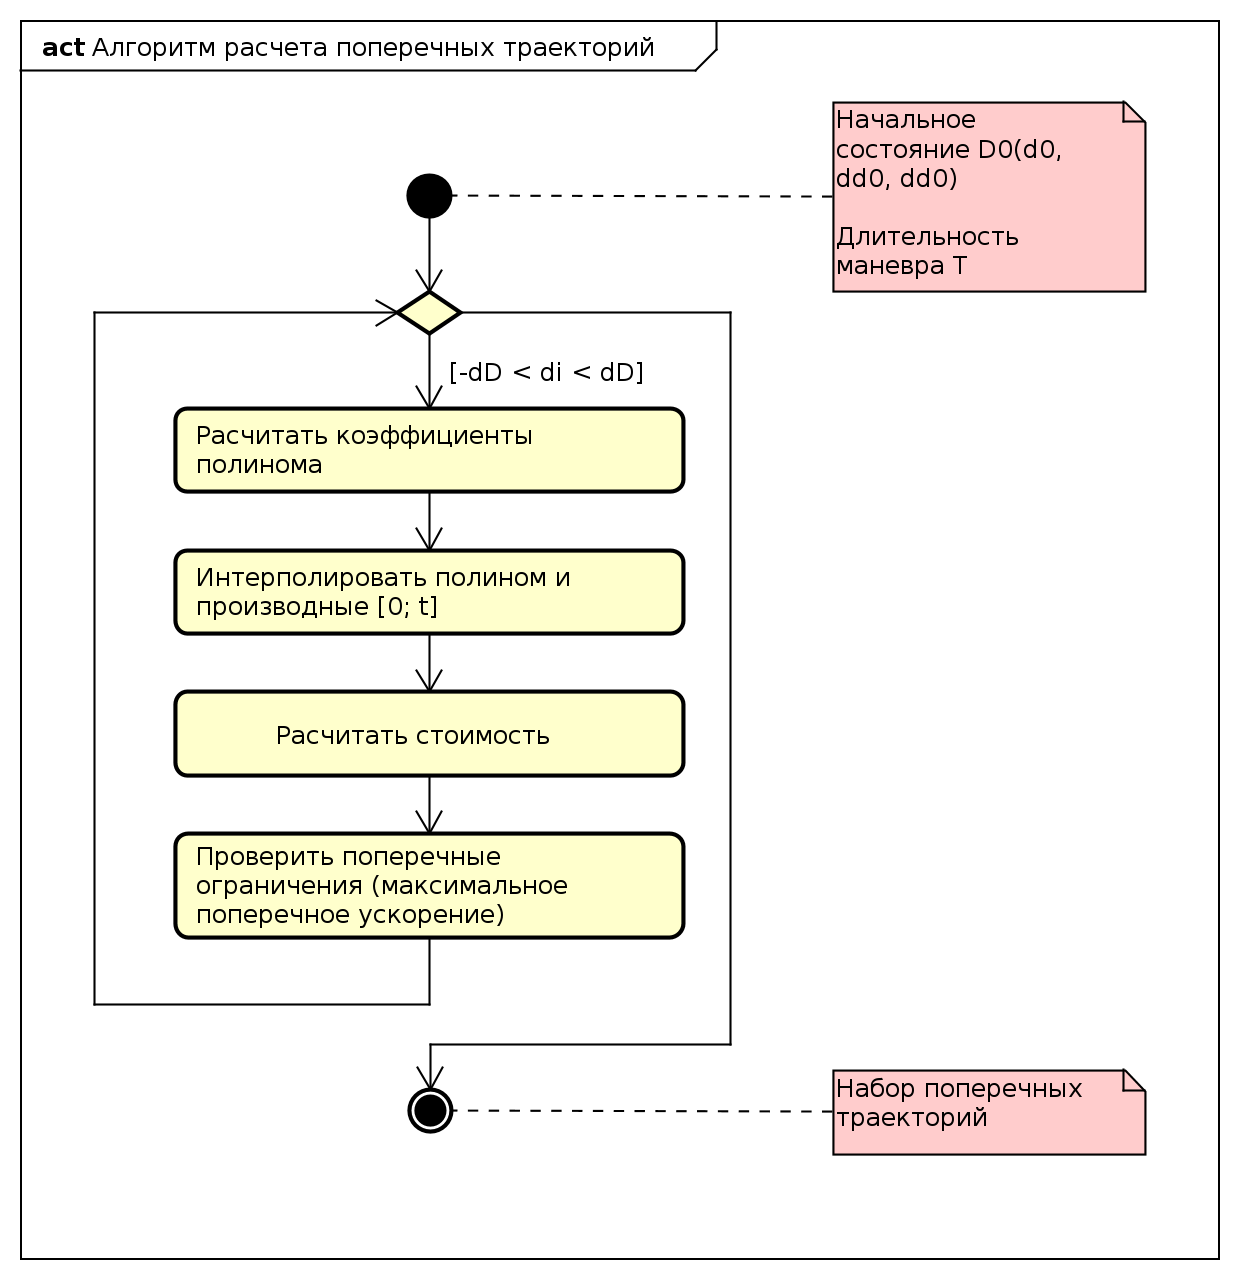 act Алгоритм расчета поперечных траекторий
Начальное
состояние D0(d0,
dd0, dd0)
Длительность
маневра T
[-dD < di < dD]
Расчитать коэффициенты
полинома
Интерполировать полином и
производные [0; t]
Расчитать стоимость
Проверить поперечные
ограничения (максимальное
поперечное ускорение)
Набор поперечных
траекторий